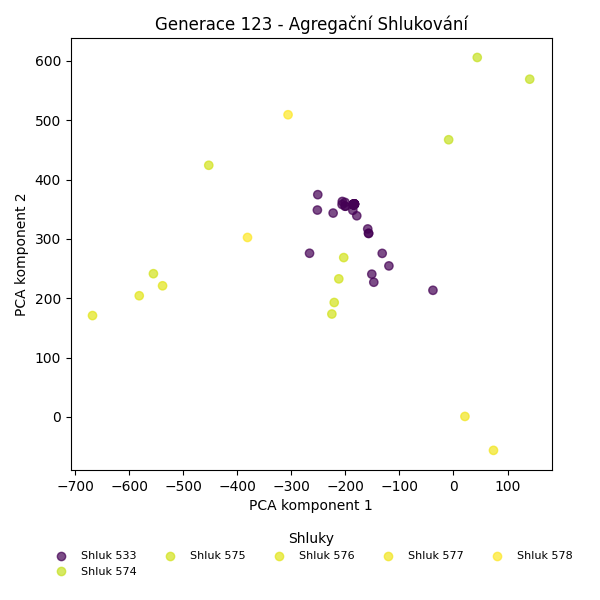 Generace 123 - Agregační Shlukování
PCA komponent 2
600
500
400
300
200
100
0
−700 −600 −500 −400 −300 −200 −100 0 100
PCA komponent 1
Shluky
Shluk 533 Shluk 575 Shluk 576 Shluk 577 Shluk 578
Shluk 574